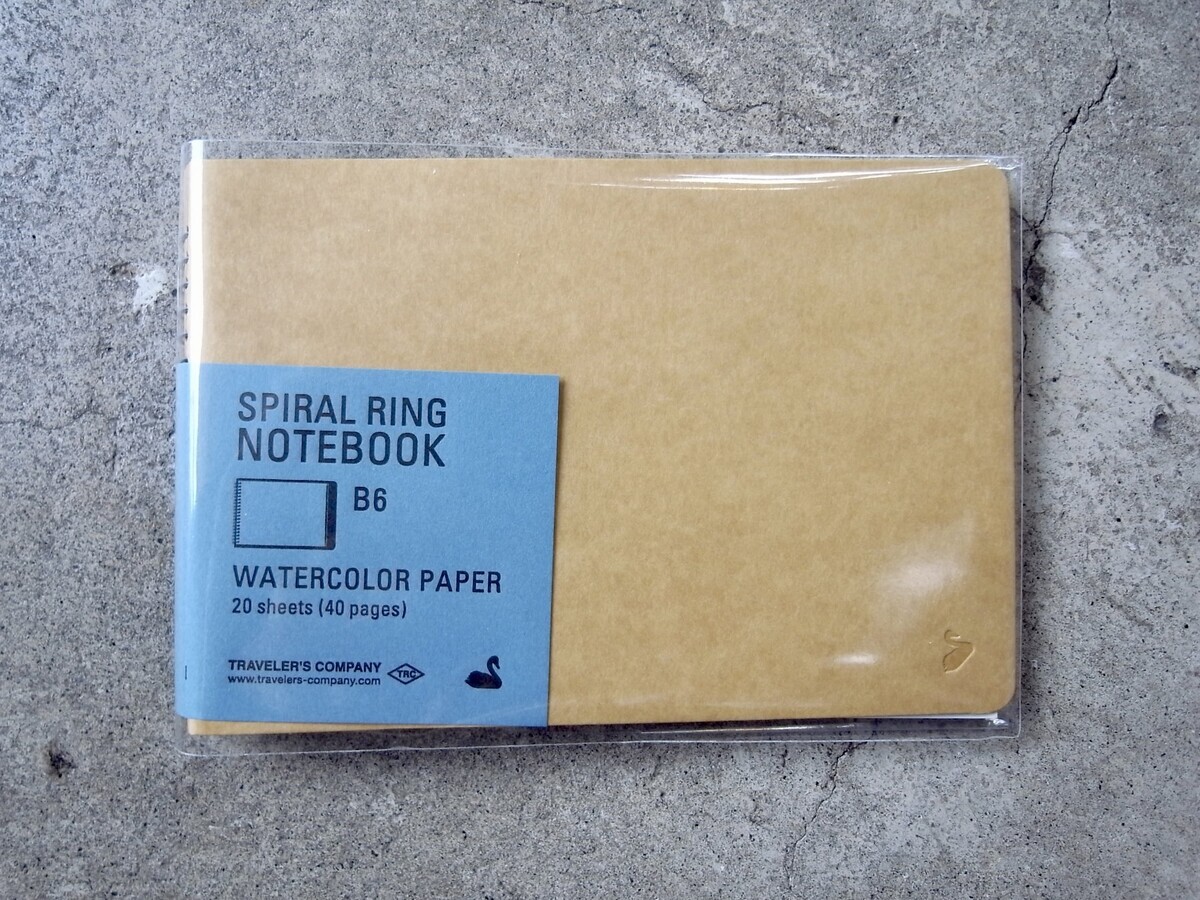 SPIRAL RING
NOTEBOOK
B6
WATERCOLOR PAPER
20 sheets (40 pages)
TRAVELER'S COMPANY
TRC
www.travelers-company.com